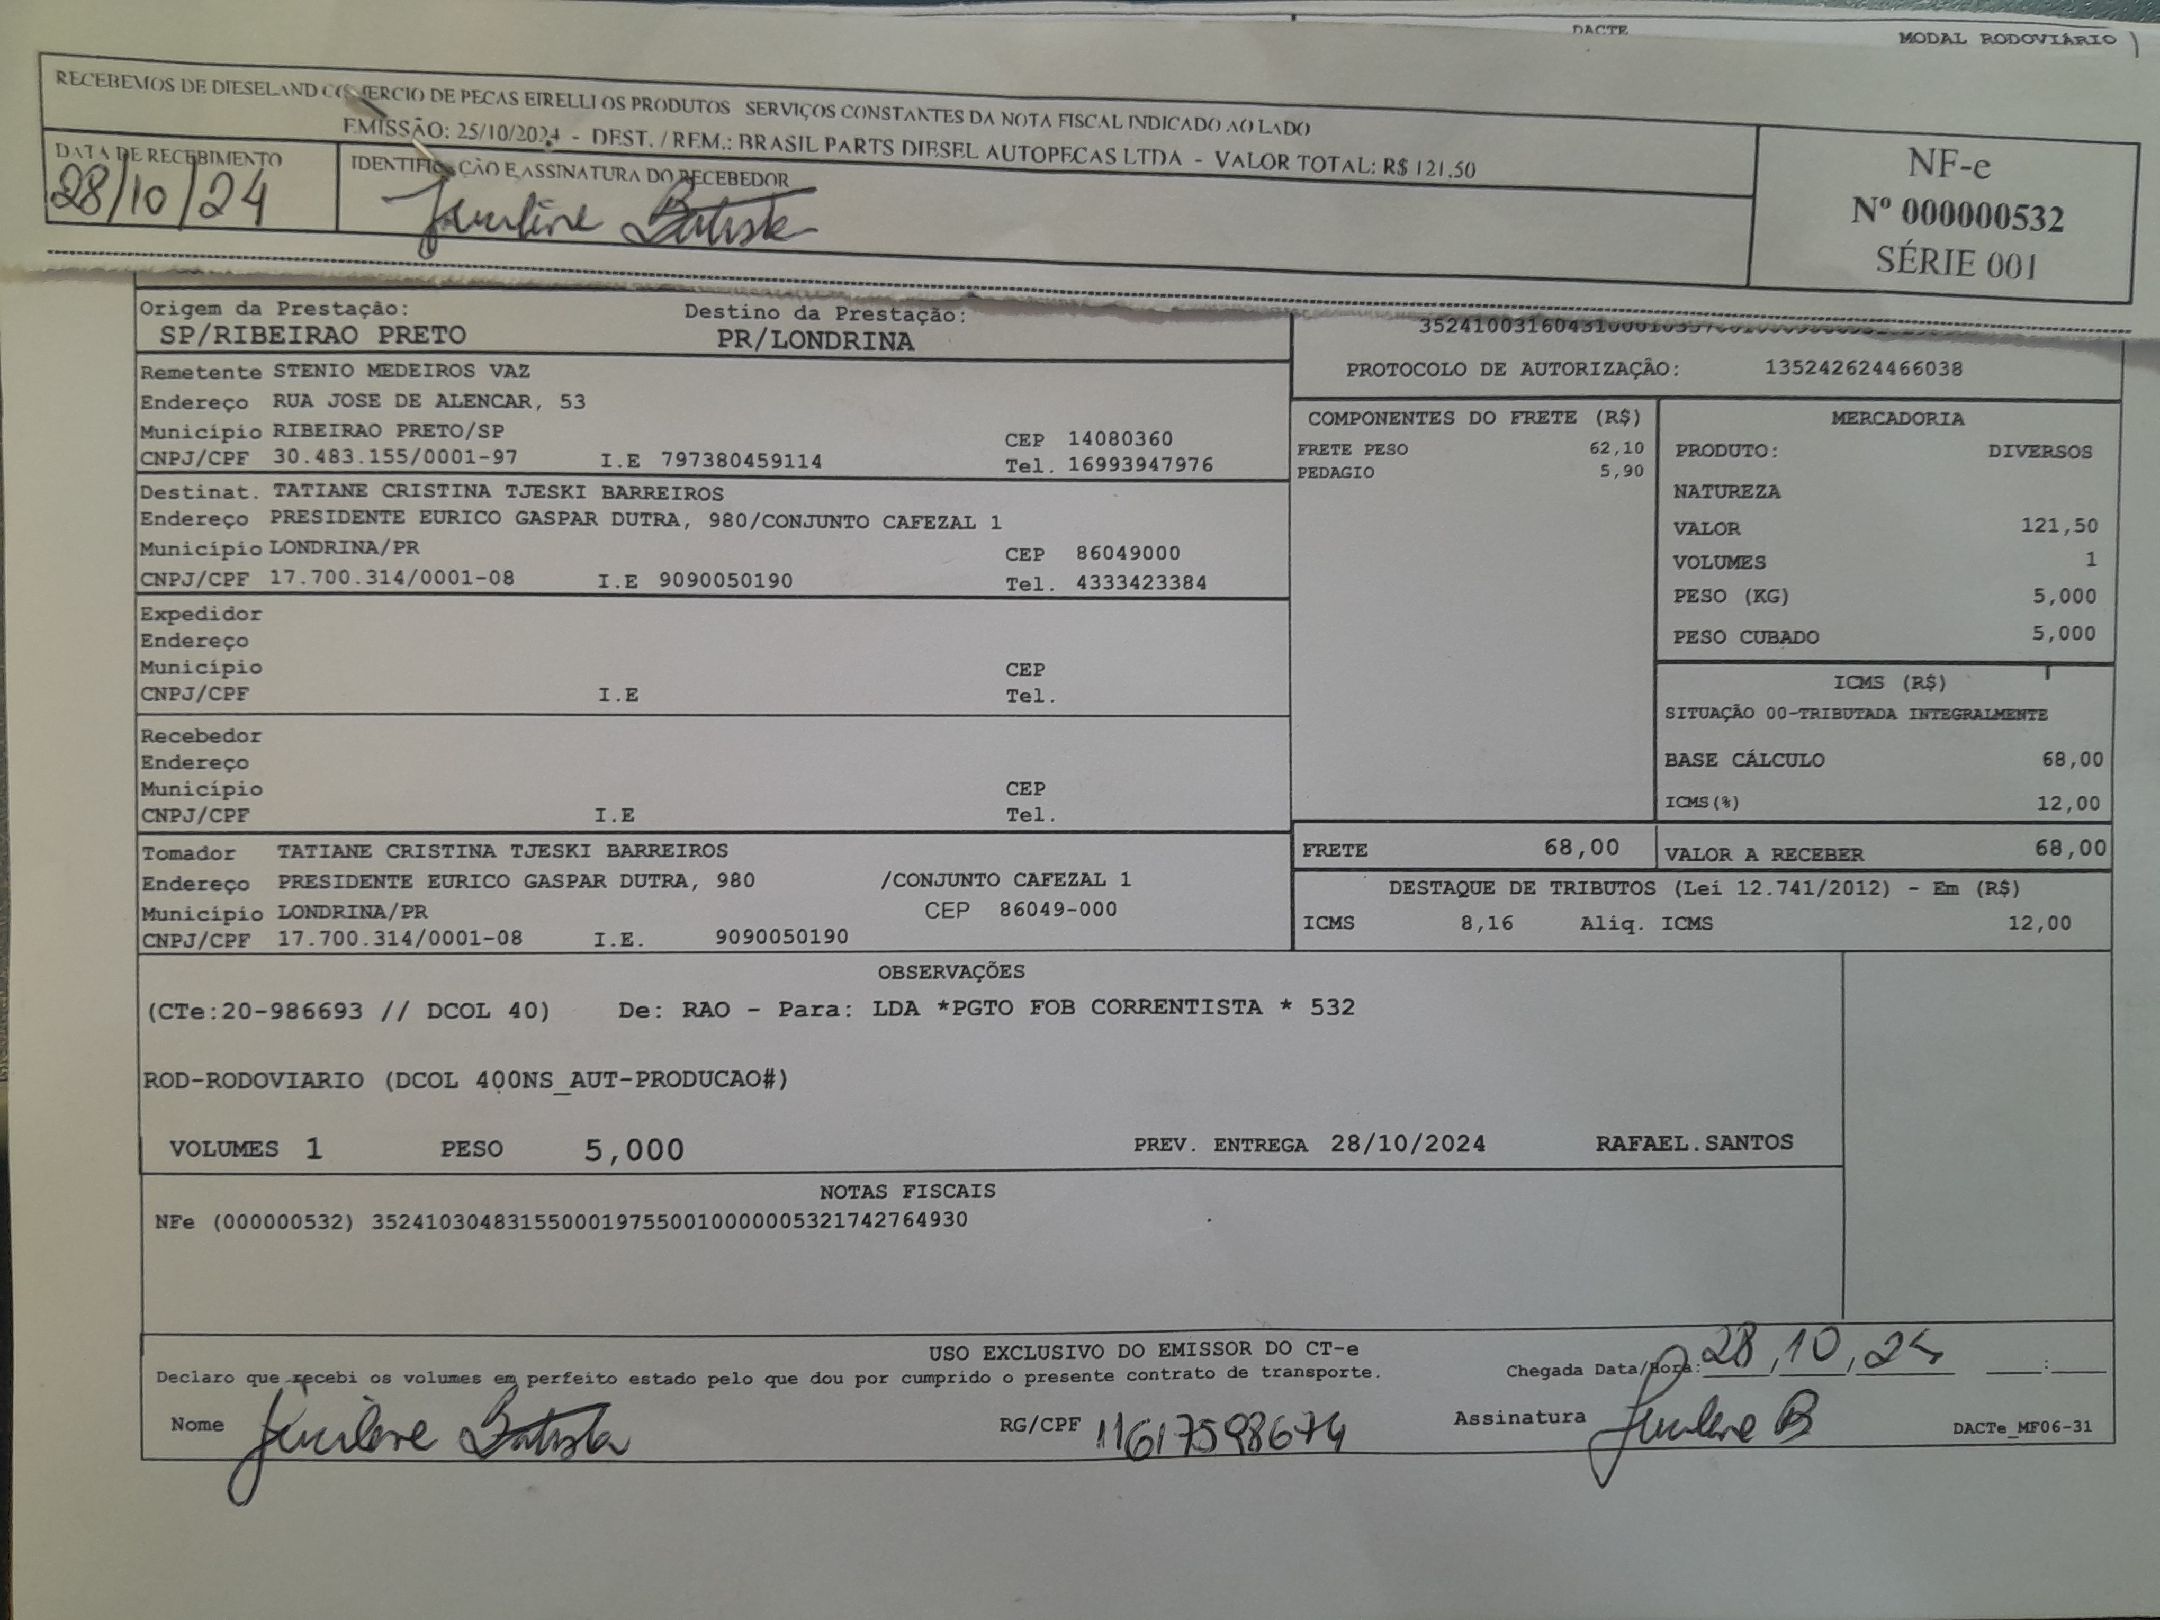 DACTE
MODAL RODOVIÁRIO
RECEBEMOS DE DIESELAND COMERCIO DE PECAS EIRELLI OS PRODUTOS SERVIÇOS CONSTANTES DA NOTA FISCAL INDICADO AO LADO
EMISSÃO: 25/10/2024 - DEST. / REM.: BRASIL PARTS DIESEL AUTOPECAS LTDA - VALOR TOTAL: R$ 121,50
DATA DE RECEBIMENTO
28/10/24
IDENTIFICAÇÃO E ASSINATURA DO RECEBEDOR
Batista
NF-e
Nº 000000532
SÉRIE 001
Origem da Prestação:
SP/RIBEIRAO PRETO
Destino da Prestação:
PR/LONDRINA
PROTOCOLO DE AUTORIZAÇÃO: 135242624466038
Remetente STENIO MEDEIROS VAZ
Endereço RUA JOSE DE ALENCAR, 53
Município RIBEIRAO PRETO/SP CEP 14080360
CNPJ/CPF 30.483.155/0001-97 I.E 797380459114 Tel. 16993947976
Destinat. TATIANE CRISTINA TJESKI BARREIROS
Endereço PRESIDENTE EURICO GASPAR DUTRA, 980/CONJUNTO CAFEZAL 1
Município LONDRINA/PR CEP 86049000
CNPJ/CPF 17.700.314/0001-08 I.E 9090050190 Tel. 4333423384
Expedidor
Endereço
Município CEP
CNPJ/CPF I.E Tel.
Recebedor
Endereço
Município CEP
CNPJ/CPF I.E Tel.
Tomador TATIANE CRISTINA TJESKI BARREIROS
Endereço PRESIDENTE EURICO GASPAR DUTRA, 980 /CONJUNTO CAFEZAL 1
Município LONDRINA/PR CEP 86049-000
CNPJ/CPF 17.700.314/0001-08 I.E. 9090050190
COMPONENTES DO FRETE (R$)
FRETE PESO 62,10
PEDAGIO 5,90
MERCADORIA
PRODUTO: DIVERSOS
NATUREZA
VALOR 121,50
VOLUMES 1
PESO (KG) 5,000
PESO CUBADO 5,000
ICMS (R$)
SITUAÇÃO 00-TRIBUTADA INTEGRALMENTE
BASE CÁLCULO 68,00
ICMS(%) 12,00
FRETE 68,00
VALOR A RECEBER 68,00
DESTAQUE DE TRIBUTOS (Lei 12.741/2012) - Em (R$)
ICMS 8,16 Aliq. ICMS 12,00
OBSERVAÇÕES
(CTe:20-986693 // DCOL 40) De: RAO - Para: LDA *PGTO FOB CORRENTISTA * 532
ROD-RODOVIARIO (DCOL 400NS_AUT-PRODUCAO#)
VOLUMES 1 PESO 5,000 PREV. ENTREGA 28/10/2024 RAFAEL.SANTOS
NOTAS FISCAIS
NFe (000000532) 35241030483155000197550010000005321742764930
USO EXCLUSIVO DO EMISSOR DO CT-e
Declaro que recebi os volumes em perfeito estado pelo que dou por cumprido o presente contrato de transporte.
Chegada Data/Hora: 28,10,24 :
Nome Batista RG/CPF 11617598674 Assinatura
DACTe_MF06-31